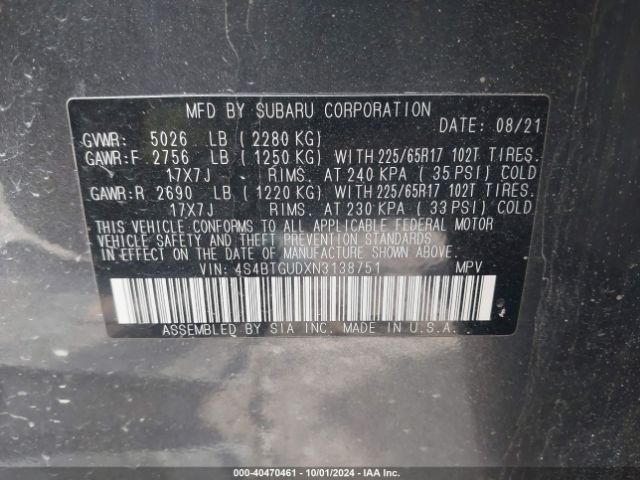 MFD BY SUBARU CORPORATION
DATE: 08/21
GVWR: 5026 LB (2280 KG)
GAWR:F 2756 LB (1250 KG) WITH 225/65R17 102T TIRES.
17X7J RIMS. AT 240 KPA (35 PSI) COLD
GAWR:R 2690 LB (1220 KG) WITH 225/65R17 102T TIRES.
17X7J RIMS. AT 230 KPA (33 PSI) COLD
THIS VEHICLE CONFORMS TO ALL APPLICABLE FEDERAL MOTOR
VEHICLE SAFETY AND THEFT PREVENTION STANDARDS
IN EFFECT ON THE DATE OF MANUFACTURE SHOWN ABOVE.
VIN: 4S4BTGUDXN3138751 MPV
ASSEMBLED BY SIA INC. MADE IN U.S.A.
000-40470461 - 10/01/2024 - IAA Inc.